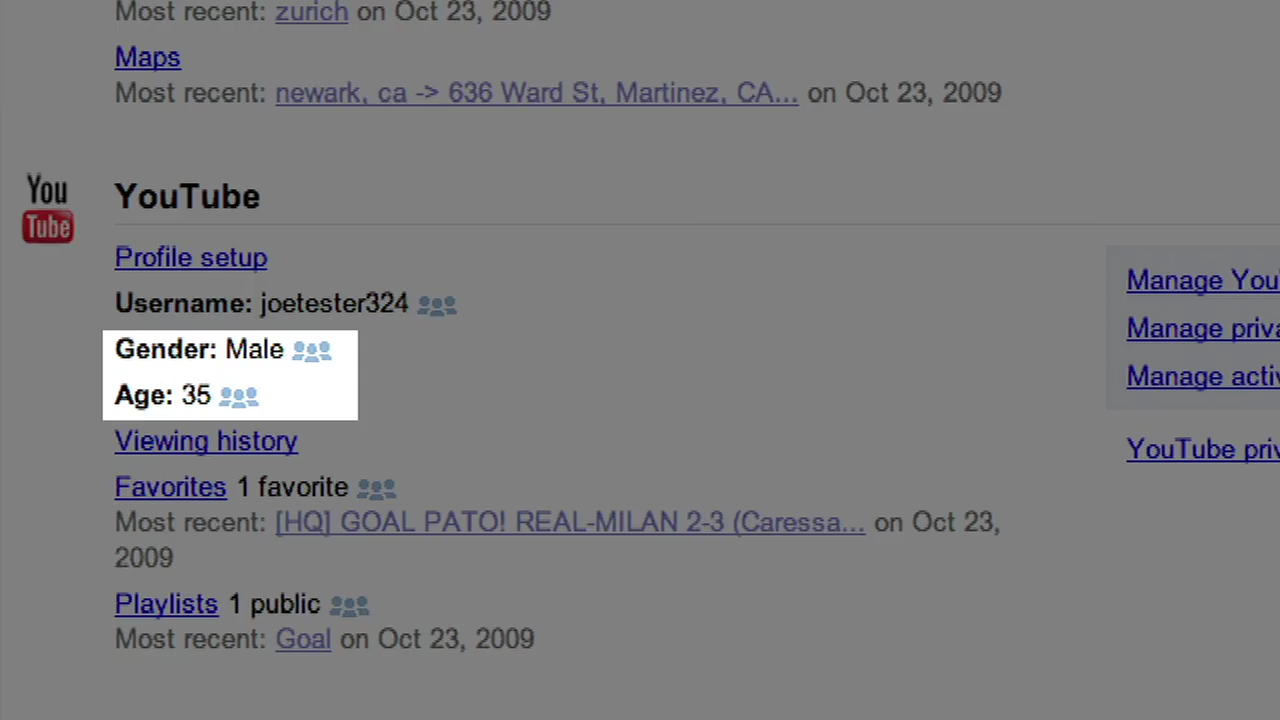 Most recent: zurich on Oct 23, 2009
Maps
Most recent: newark, ca -> 636 Ward St, Martinez, CA... on Oct 23, 2009
You
Tube
YouTube
Profile setup
Username: joetester324
Gender: Male
Age: 35
Viewing history
Favorites 1 favorite
Most recent: [HQ] GOAL PATO! REAL-MILAN 2-3 (Caressa... on Oct 23,
2009
Playlists 1 public
Most recent: Goal on Oct 23, 2009
Manage You
Manage priva
Manage activ
YouTube priv